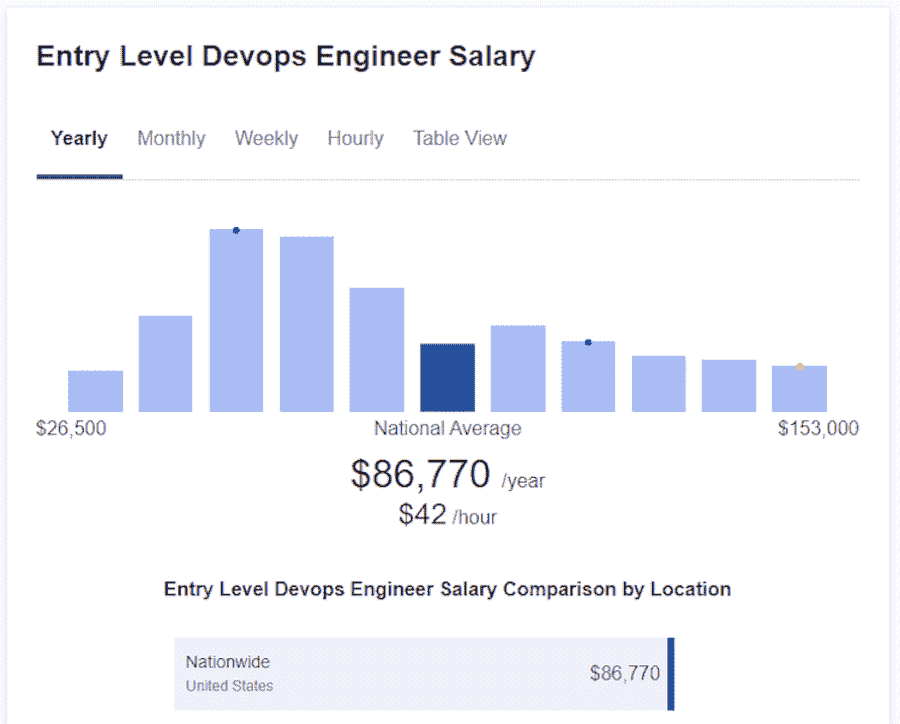 Entry Level Devops Engineer Salary
Yearly Monthly Weekly Hourly Table View
$26,500 National Average $153,000
$86,770 /year
$42 /hour
Entry Level Devops Engineer Salary Comparison by Location
Nationwide
$86,770
United States